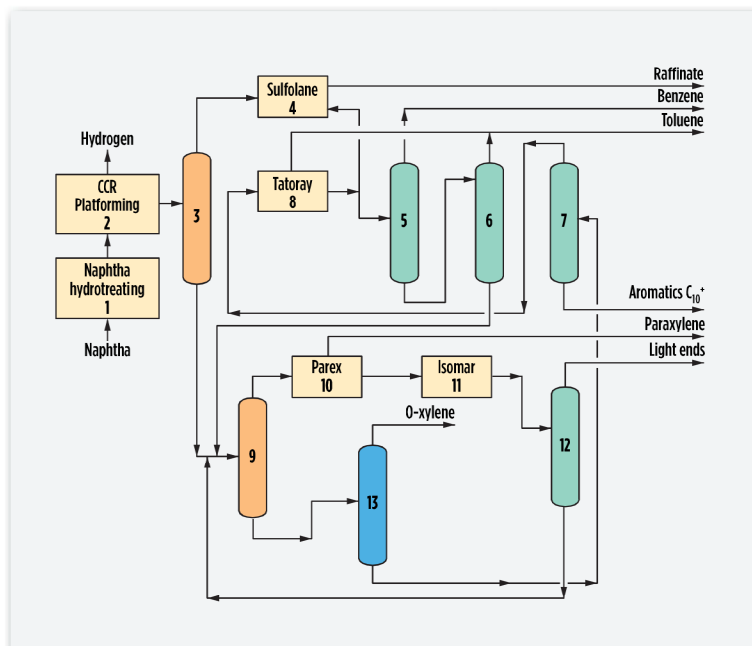 Raffinate
Sulfolane
4
Benzene
Toluene
Hydrogen
CCR
Platforming
2
3
Tatoray
8
5
6
7
Naphtha
hydrotreating
1
Aromatics C₁₀⁺
Paraxylene
Naphtha
Light ends
Parex
10
Isomar
11
O-xylene
9
13
12